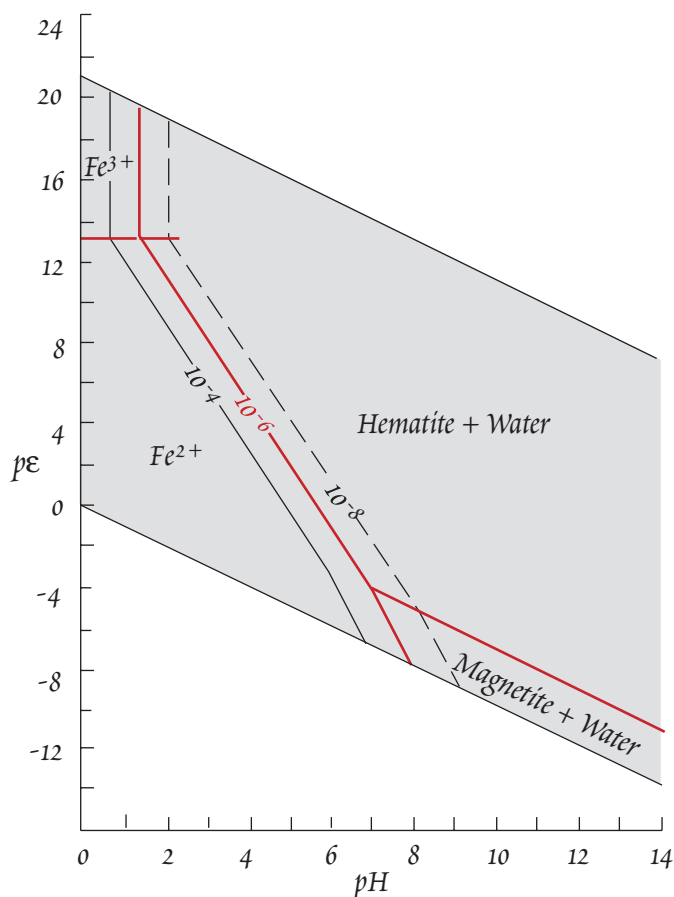 24
20
Fe³⁺
16
12
8
10⁻⁴
10⁻⁶
Hematite + Water
4
Fe²⁺
pε
10⁻⁸
0
-4
-8
Magnetite + Water
-12
0 2 4 6 8 10 12 14
pH